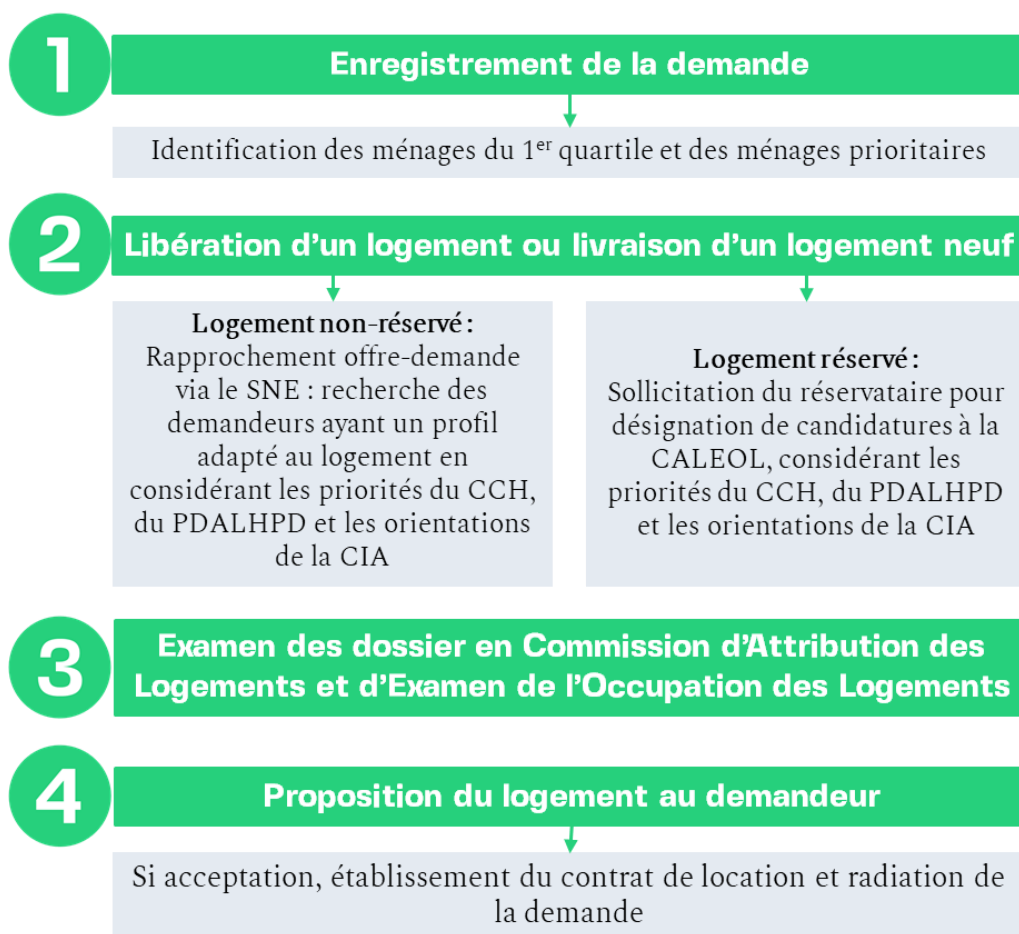 1
Enregistrement de la demande
Identification des ménages du 1er quartile et des ménages prioritaires
2
Libération d'un logement ou livraison d'un logement neuf
Logement non-réservé :
Rapprochement offre-demande
via le SNE : recherche des
demandeurs ayant un profil
adapté au logement en
considérant les priorités du CCH,
du PDALHPD et les orientations
de la CIA
Logement réservé :
Sollicitation du réservataire pour
désignation de candidatures à la
CALEOL, considérant les
priorités du CCH, du PDALHPD
et les orientations de la CIA
3
Examen des dossier en Commission d'Attribution des
Logements et d'Examen de l'Occupation des Logements
4
Proposition du logement au demandeur
Si acceptation, établissement du contrat de location et radiation de
la demande